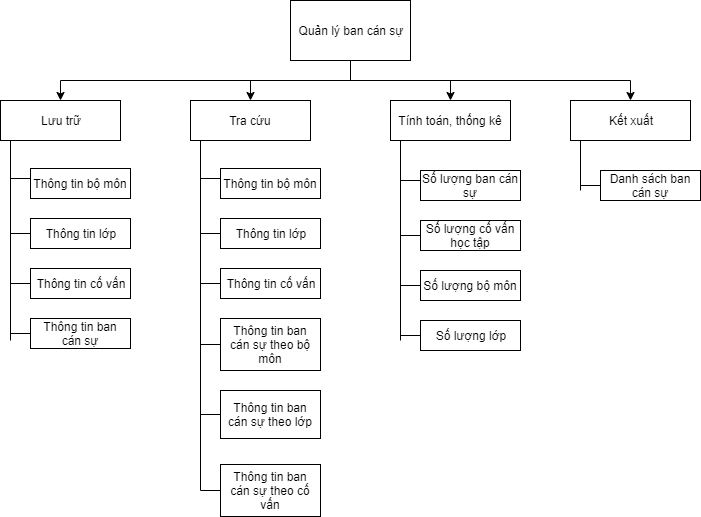 Quản lý ban cán sự
Lưu trữ
Tra cứu
Tính toán, thống kê
Kết xuất
Thông tin bộ môn
Thông tin lớp
Thông tin cố vấn
Thông tin ban
cán sự
Thông tin bộ môn
Thông tin lớp
Thông tin cố vấn
Thông tin ban
cán sự theo bộ
môn
Thông tin ban
cán sự theo lớp
Thông tin ban
cán sự theo cố
vấn
Số lượng ban cán
sự
Số lượng cố vấn
học tập
Số lượng bộ môn
Số lượng lớp
Danh sách ban
cán sự